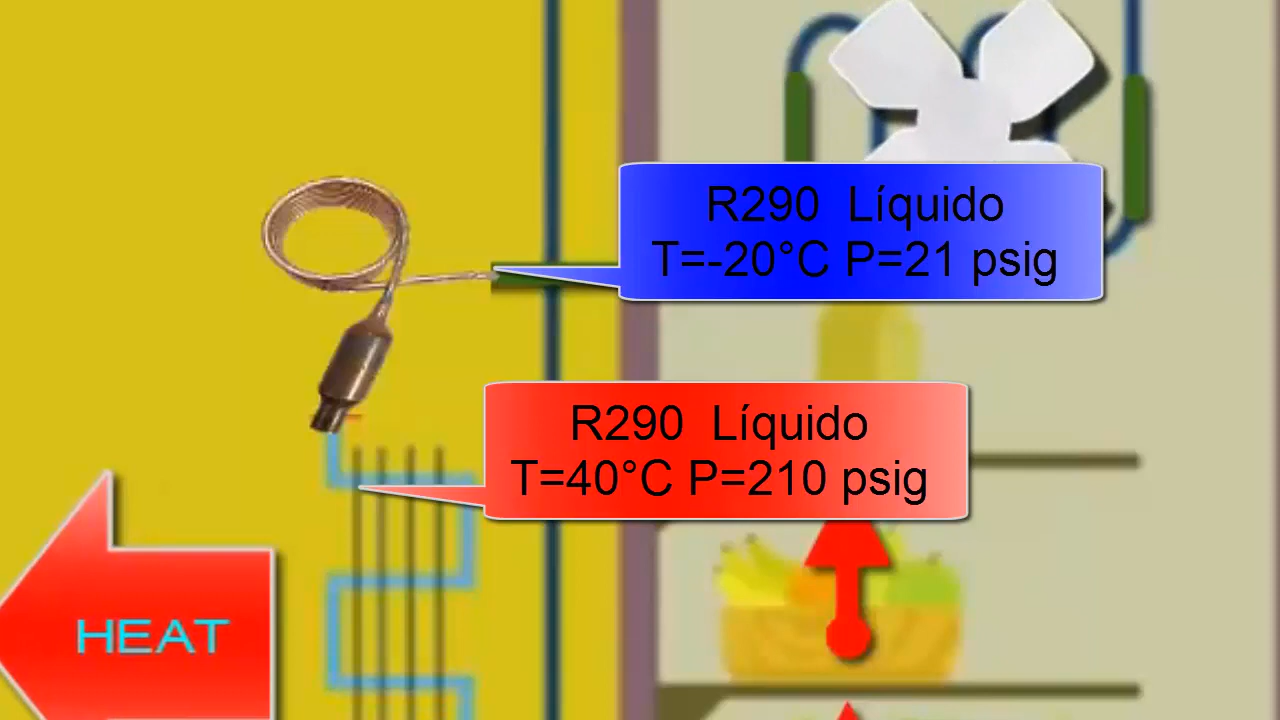 R290 Líquido
T=-20°C P=21 psig
R290 Líquido
T=40°C P=210 psig
HEAT